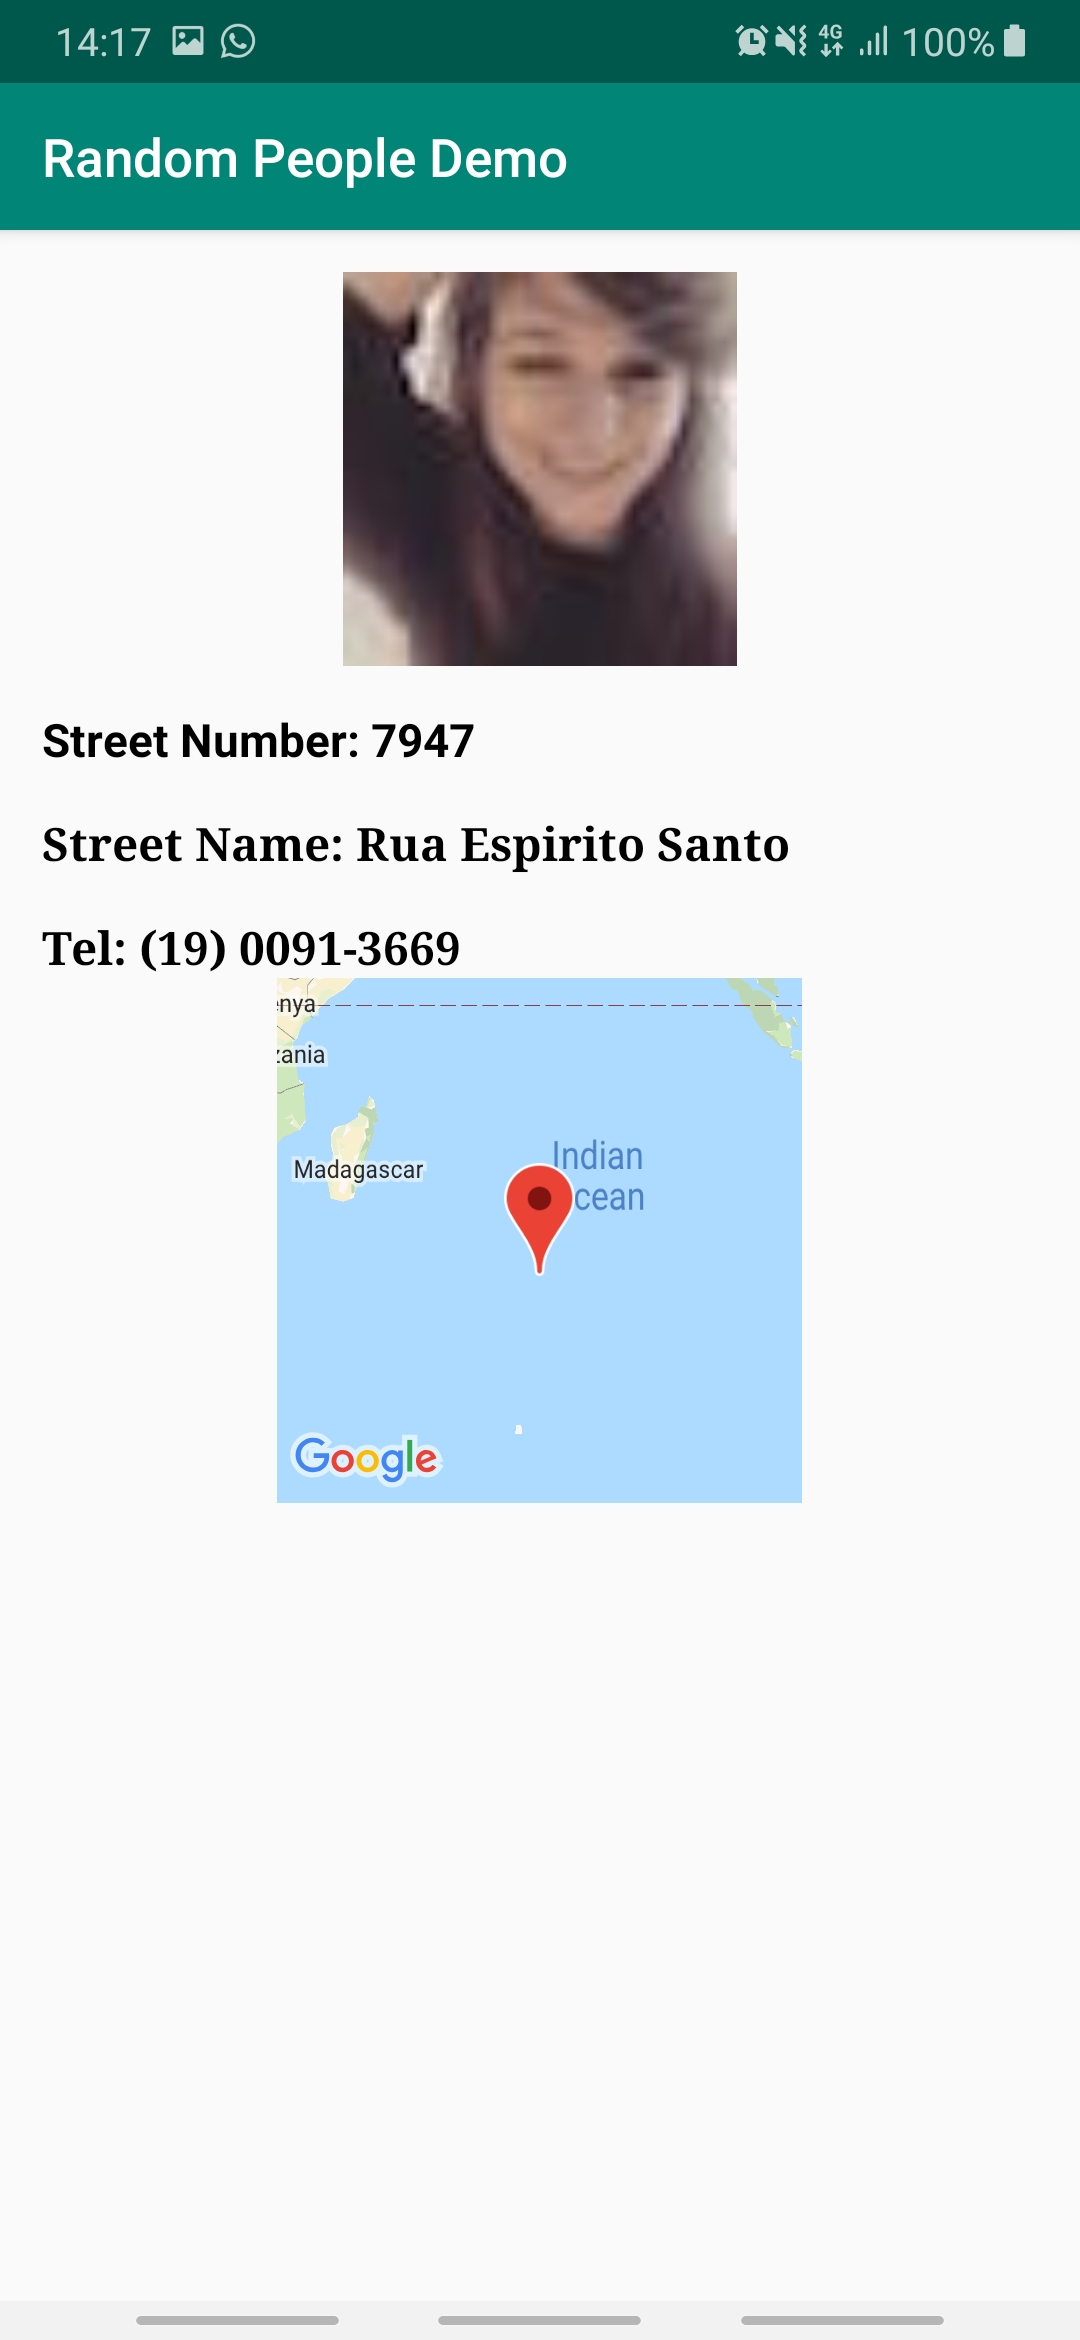 14:17 4G 100%
Random People Demo
Street Number: 7947
Street Name: Rua Espirito Santo
Tel: (19) 0091-3669
enya
zania
Madagascar
Indian
cean
Google